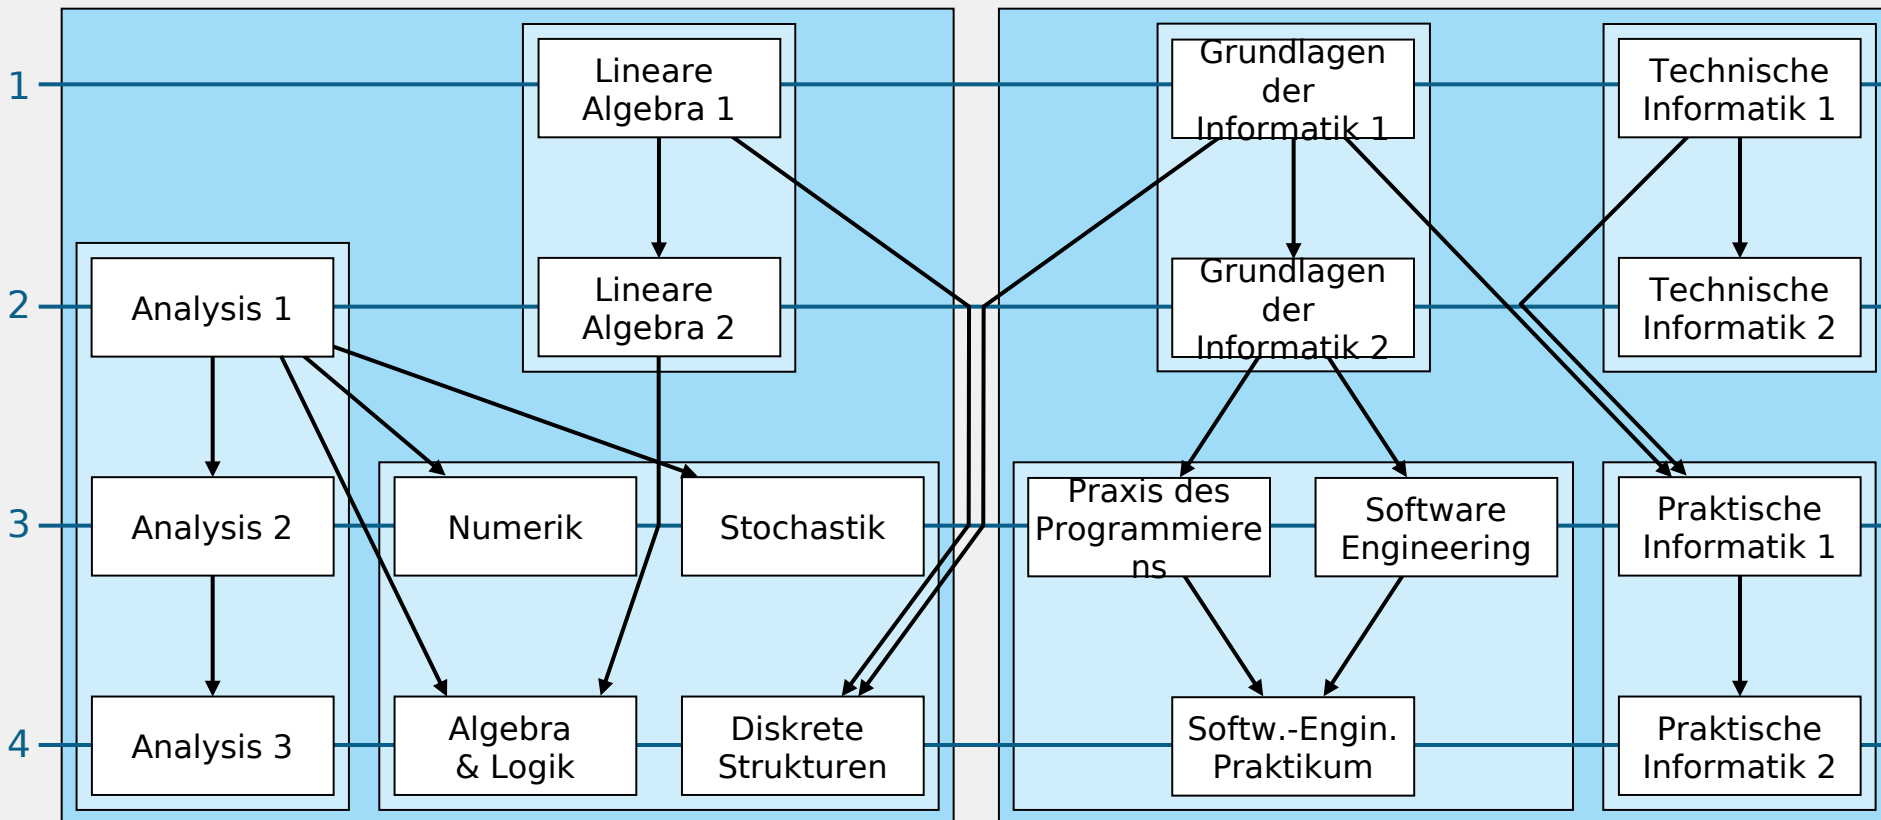 1
Lineare
Algebra 1
Grundlagen
der
Informatik 1
Technische
Informatik 1
2
Analysis 1
Lineare
Algebra 2
Grundlagen
der
Informatik 2
Technische
Informatik 2
3
Analysis 2
Numerik
Stochastik
Praxis des
Programmiere
ns
Software
Engineering
Praktische
Informatik 1
4
Analysis 3
Algebra
& Logik
Diskrete
Strukturen
Softw.-Engin.
Praktikum
Praktische
Informatik 2